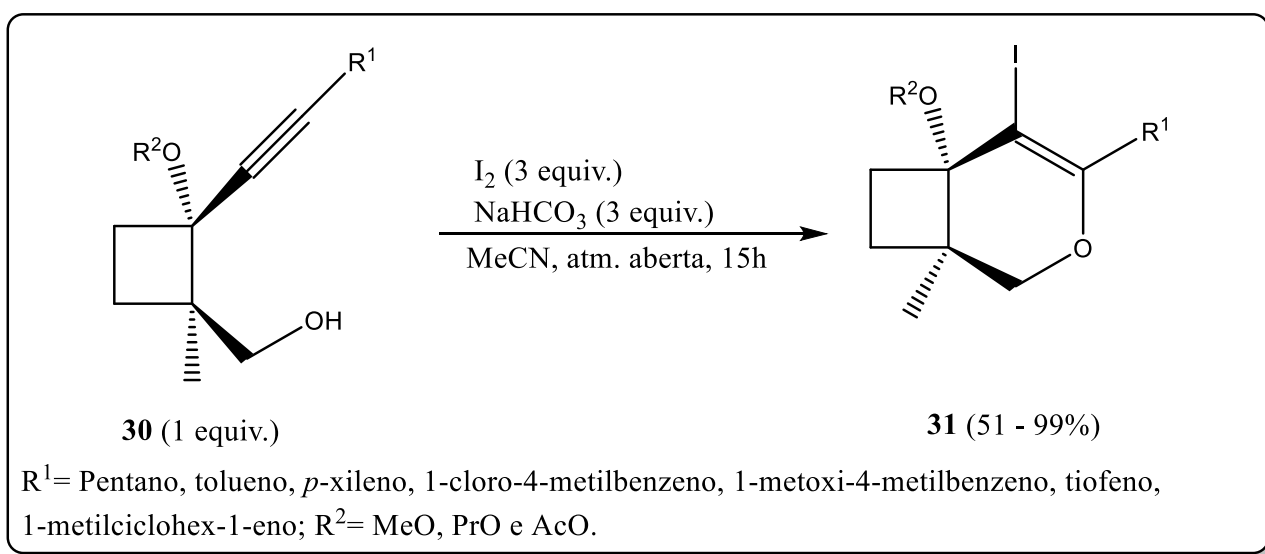 R¹
R²O
OH
30 (1 equiv.)
I₂ (3 equiv.)
NaHCO₃ (3 equiv.)
MeCN, atm. aberta, 15h
I
R²O
R¹
O
31 (51 - 99%)
R¹= Pentano, tolueno, p-xileno, 1-cloro-4-metilbenzeno, 1-metoxi-4-metilbenzeno, tiofeno,
1-metilciclohex-1-eno; R²= MeO, PrO e AcO.